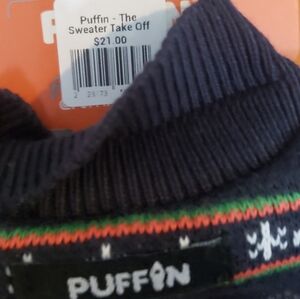 Puffin - The
Sweater Take Off
$21.00
PUFFIN